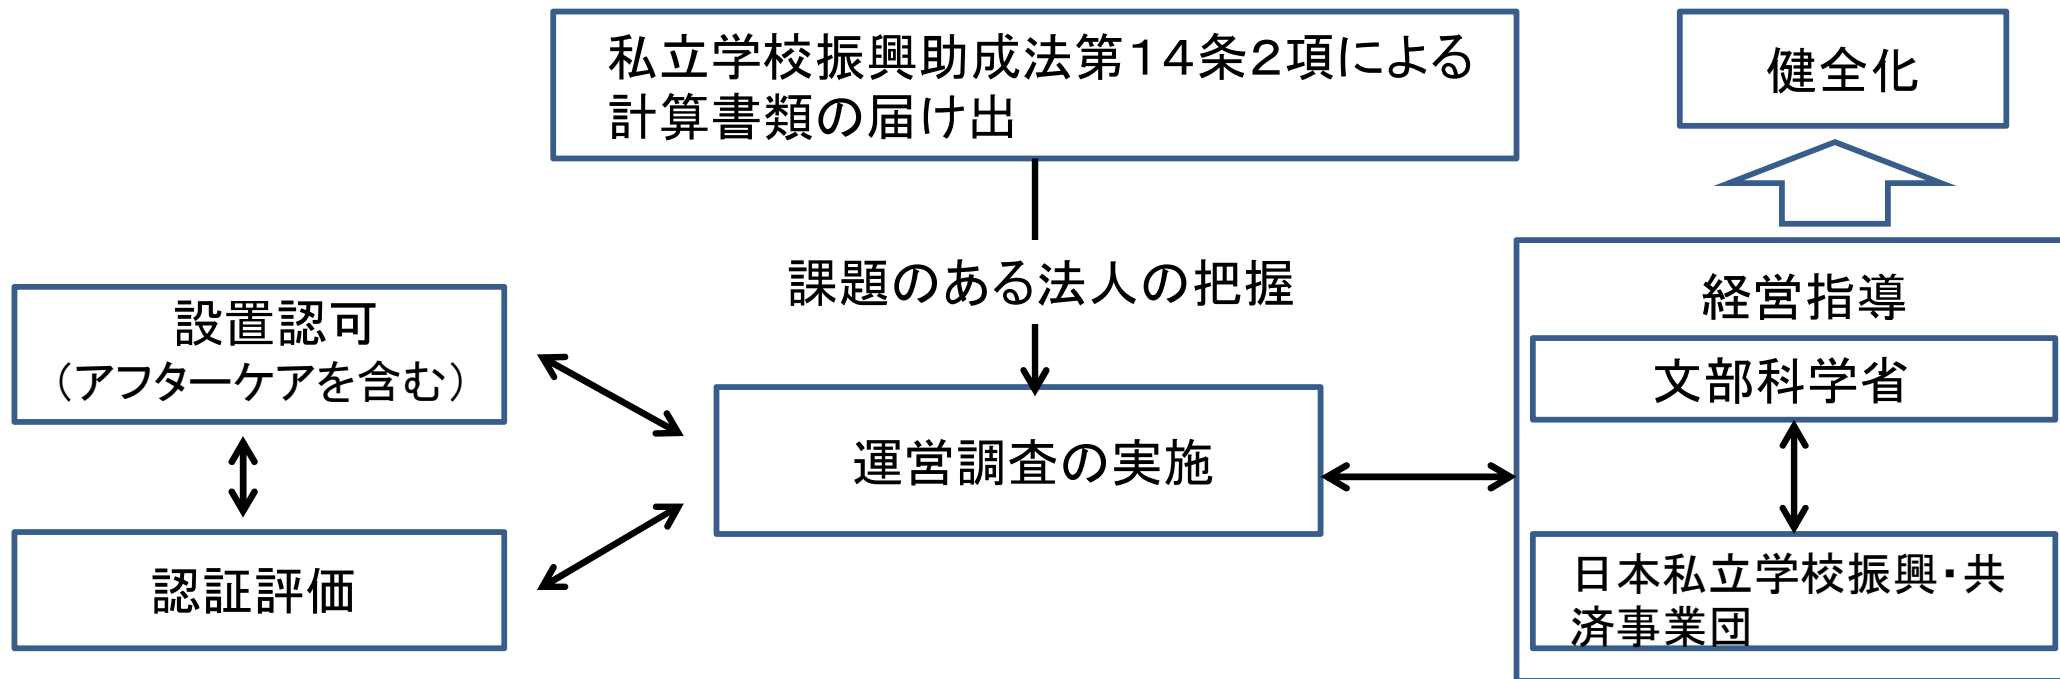 私立学校振興助成法第14条2項による
計算書類の届け出
健全化
課題のある法人の把握
設置認可
（アフターケアを含む）
認証評価
運営調査の実施
経営指導
文部科学省
日本私立学校振興・共
済事業団